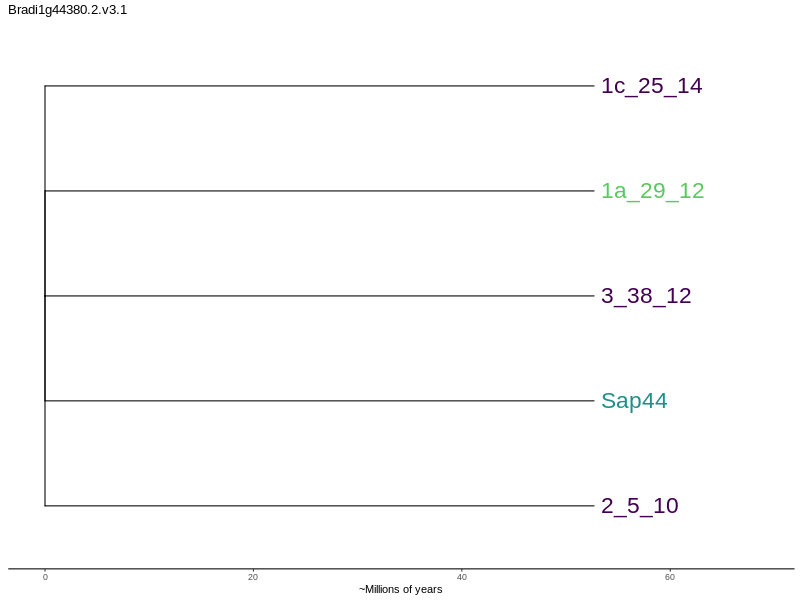 Bradi1g44380.2.v3.1
1c_25_14
1a_29_12
3_38_12
Sap44
2_5_10
0 20 40 60
~Millions of years